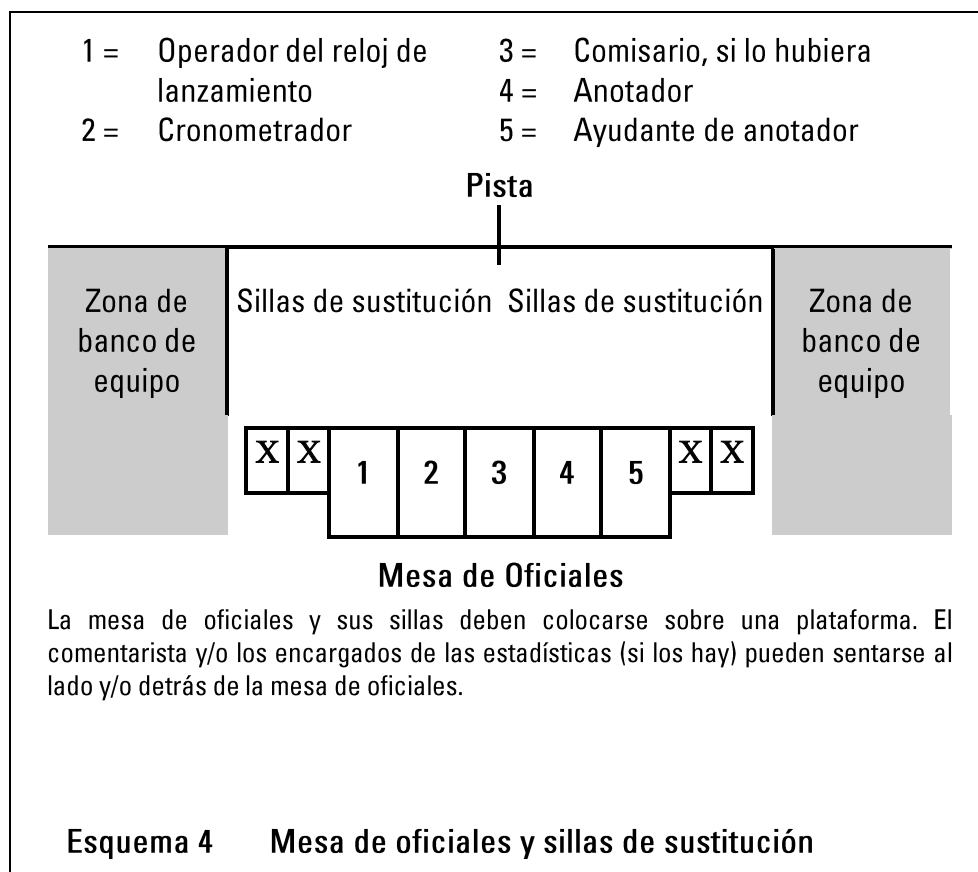 1 = Operador del reloj de
lanzamiento
2 = Cronometrador
3 = Comisario, si lo hubiera
4 = Anotador
5 = Ayudante de anotador
Pista
Zona de
banco de
equipo
Sillas de sustitución Sillas de sustitución
Zona de
banco de
equipo
X X 1 2 3 4 5 X X
Mesa de Oficiales
La mesa de oficiales y sus sillas deben colocarse sobre una plataforma. El
comentarista y/o los encargados de las estadísticas (si los hay) pueden sentarse al
lado y/o detrás de la mesa de oficiales.
Esquema 4 Mesa de oficiales y sillas de sustitución